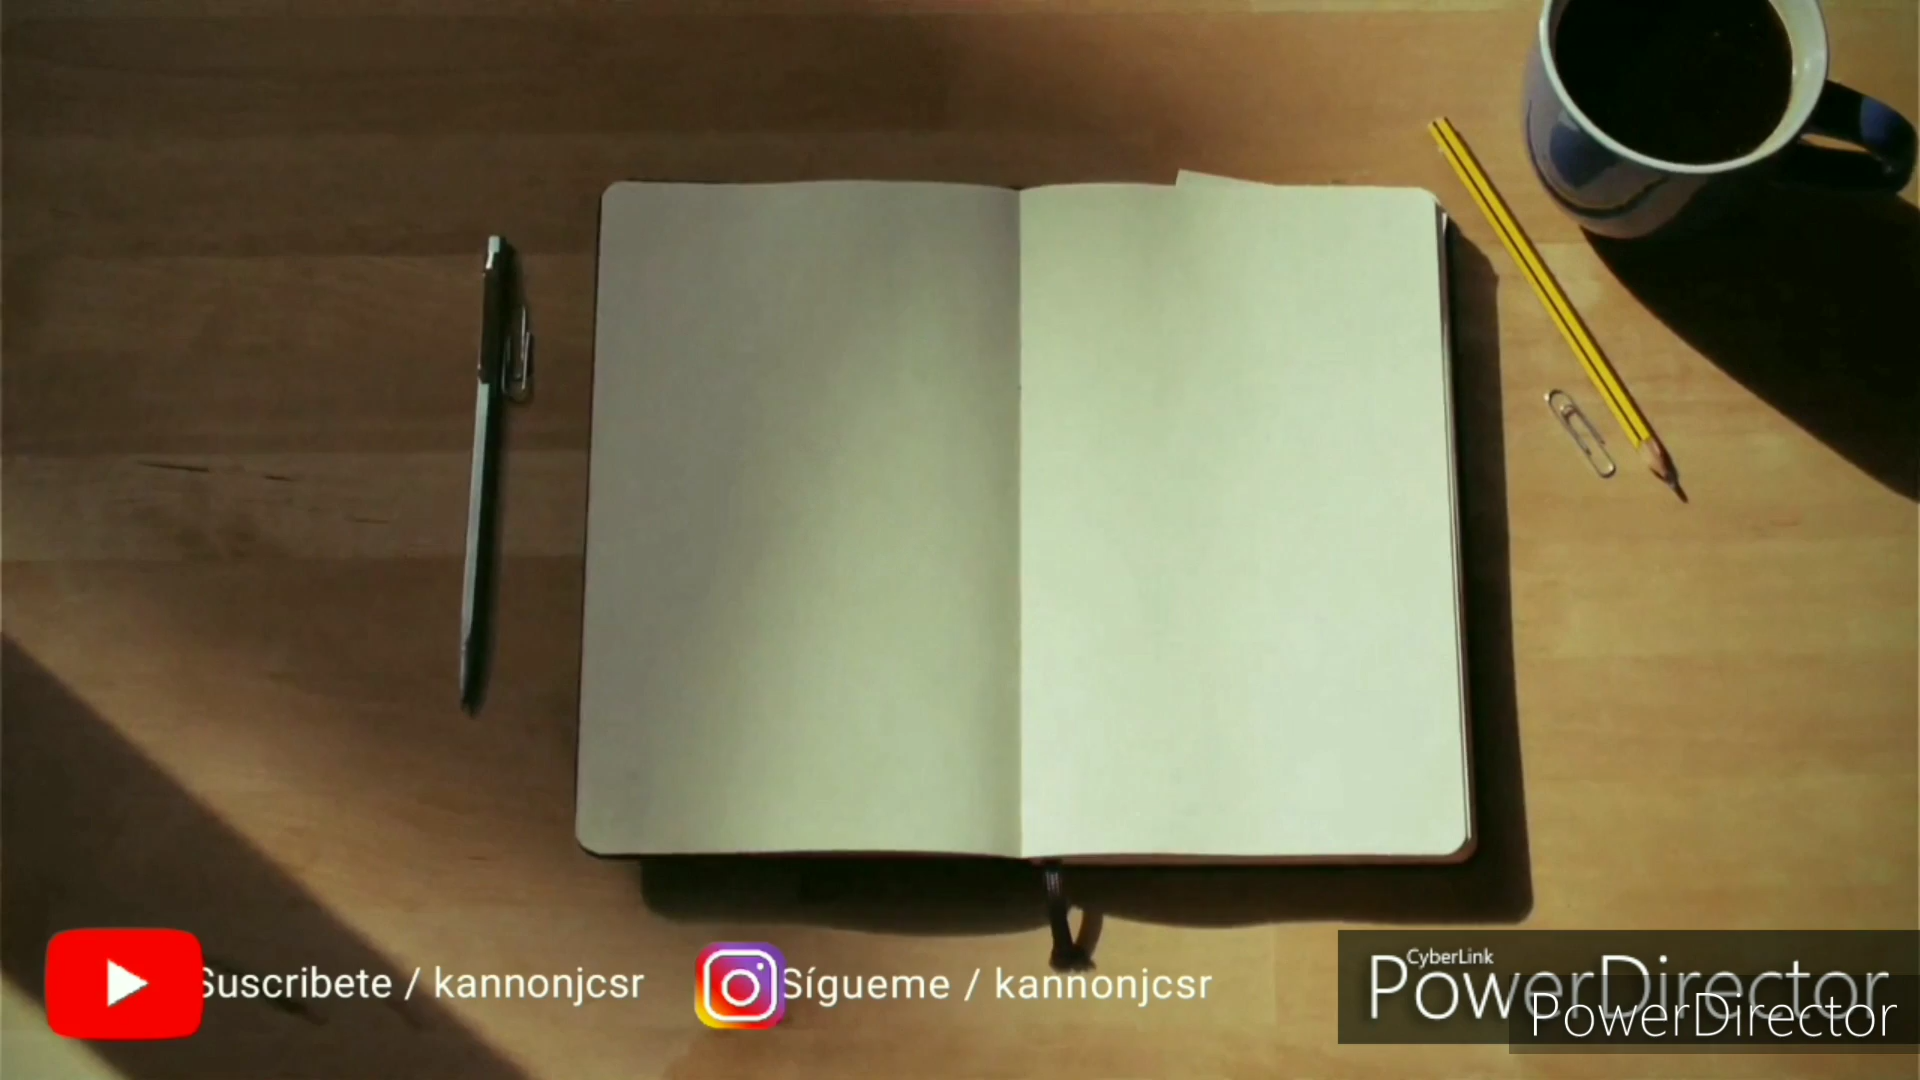 Suscribete / kannonjcsr
Sígueme / kannonjcsr
CyberLink
PowerDirector
PowerDirector